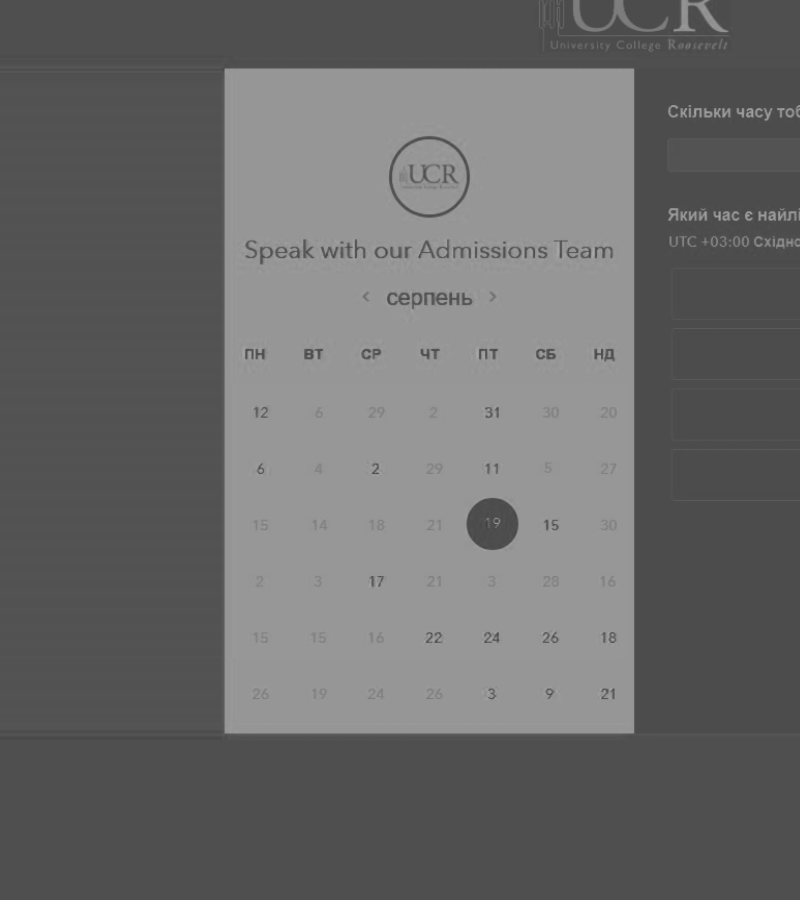 UCR
University College Roosevelt
Скільки часу тоб
UCR
Який час є найлі
UTC +03:00 Східно
Speak with our Admissions Team
серпень
ПН ВТ СР ЧТ ПТ СБ НД
12 6 29 2 31 30 20
6 4 2 29 11 5 27
15 14 18 21 19 15 30
2 3 17 21 3 28 16
15 15 16 22 24 26 18
26 19 24 26 3 9 21